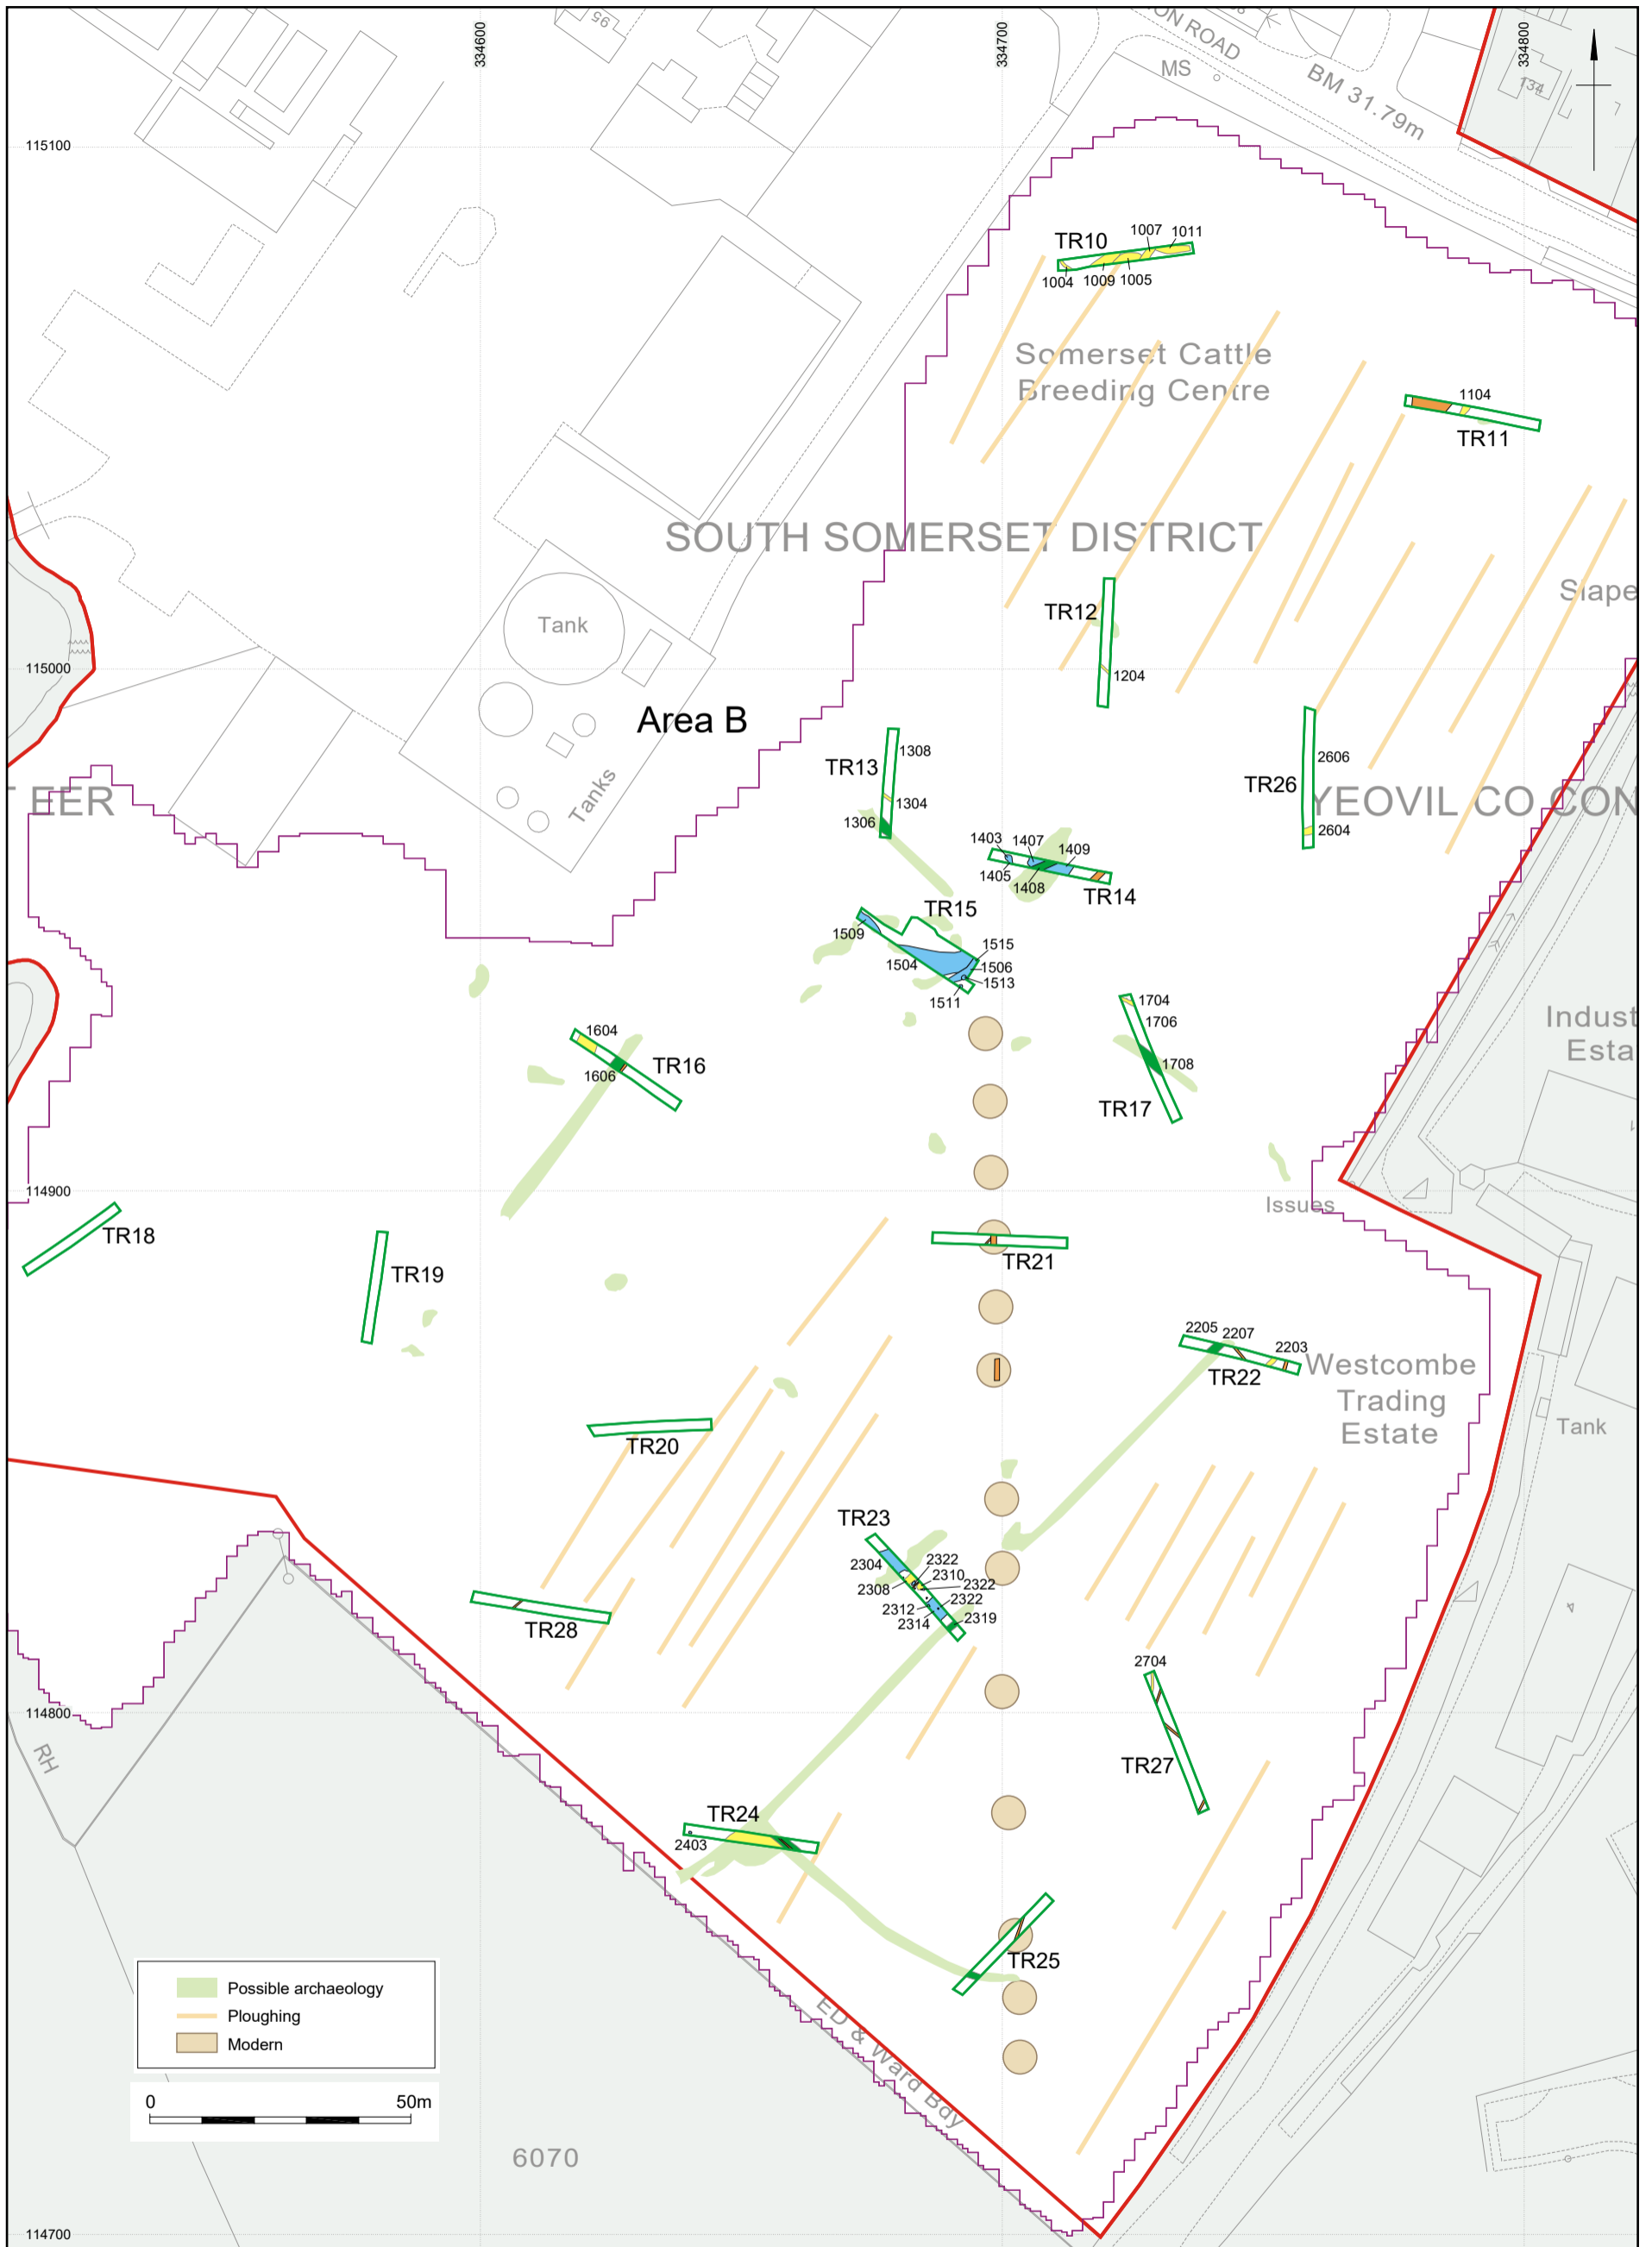 334600
334700
334800
95
ON ROAD
MS
BM 31.79m
134
115100
TR10
1007
1011
1004
1009
1005
Somerset Cattle
Breeding Centre
1104
TR11
SOUTH SOMERSET DISTRICT
Slape
Tank
TR12
115000
1204
Area B
TR13
1308
1304
1306
Tanks
TR26
2606
2604
EER
YEOVIL CO CON
1403
1407
1409
1405
1408
TR14
TR15
1509
1504
1515
1506
1513
1511
1704
1706
1708
TR17
Indust
Esta
1604
1606
TR16
114900
Issues
TR18
TR19
TR21
2205
2207
2203
TR22
Westcombe
Trading
Estate
Tank
TR20
TR23
2304
2322
2310
2308
2322
2312
2322
2314
2319
TR28
2704
TR27
114800
RH
TR24
2403
TR25
ED & Ward Bdy
Possible archaeology
Ploughing
Modern
0
50m
6070
114700